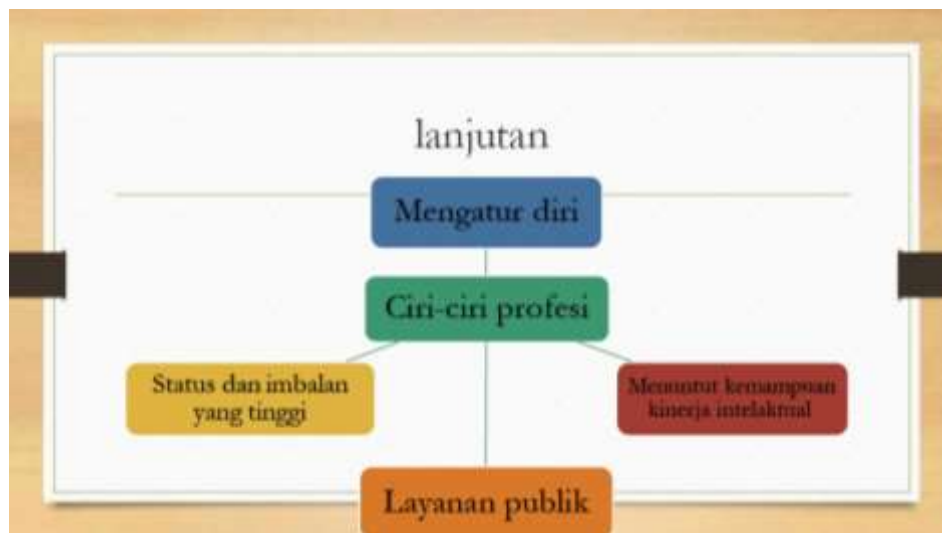 lanjutan
Mengatur diri
Ciri-ciri profesi
Status dan imbalan
yang tinggi
Menuntut kemampuan
kinerja intelaktual
Layanan publik